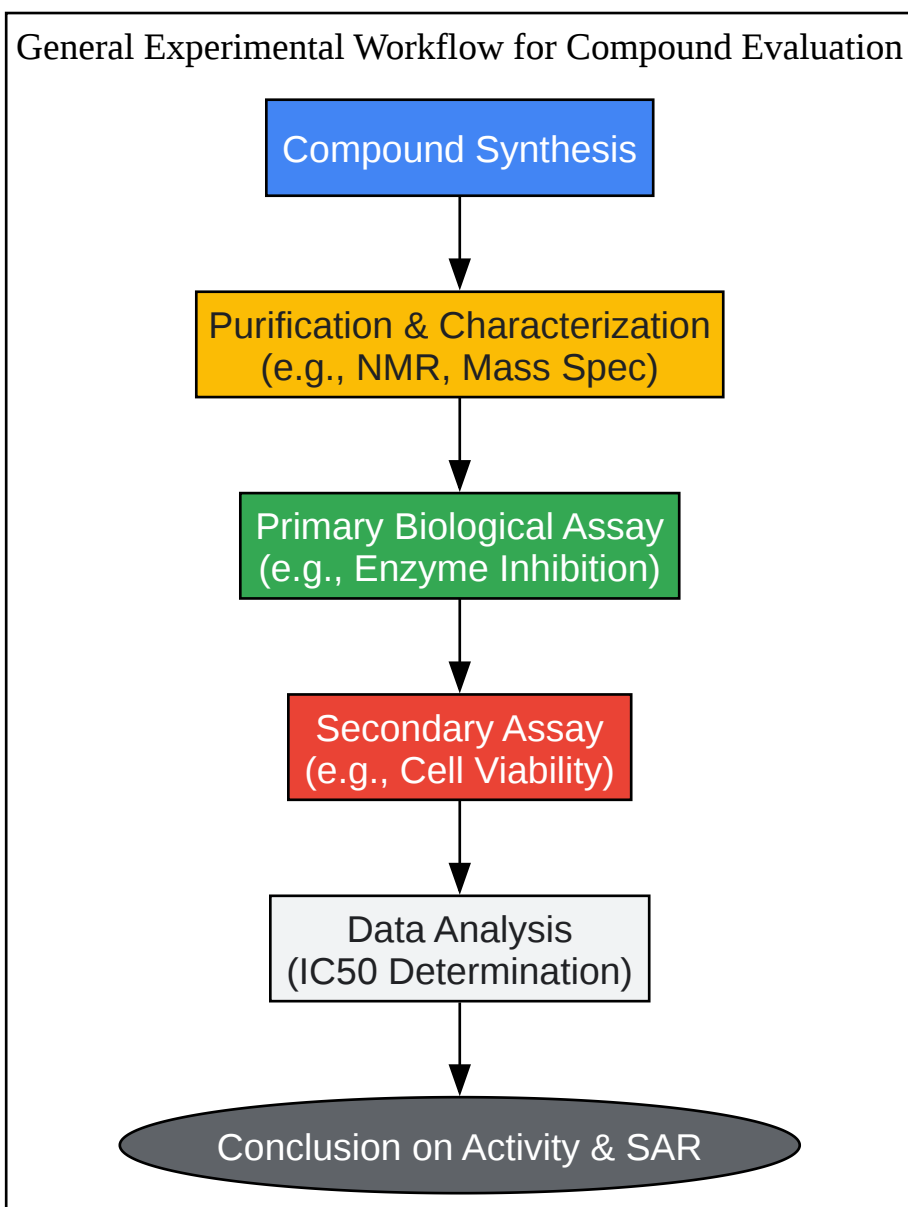 General Experimental Workflow for Compound Evaluation
Compound Synthesis
Purification & Characterization
(e.g., NMR, Mass Spec)
Primary Biological Assay
(e.g., Enzyme Inhibition)
Secondary Assay
(e.g., Cell Viability)
Data Analysis
(IC50 Determination)
Conclusion on Activity & SAR